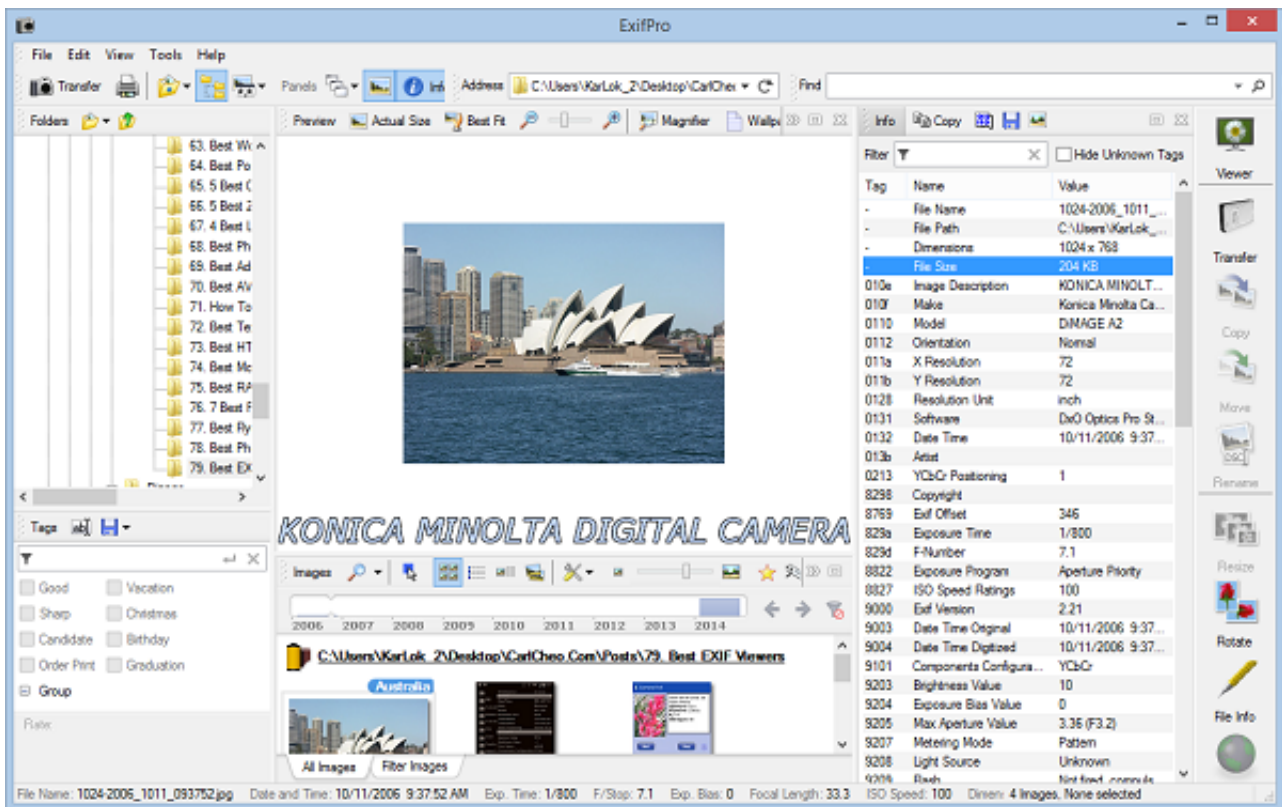 ExifPro
File Edit View Tools Help
Transfer Panels Info Address C:\Users\KarLok_2\Desktop\CarlCheo Find
Folders
63. Best Wo
64. Best Po
65. 5 Best C
66. 5 Best 2
67. 4 Best L
68. Best Ph
69. Best Ad
70. Best AV
71. How To
72. Best Te
73. Best HT
74. Best Mo
75. Best RA
76. 7 Best F
77. Best Ry
78. Best Ph
79. Best EX
Tags
Good Vacation
Sharp Christmas
Candidate Birthday
Order Print Graduation
Group
Rate:
Preview Actual Size Best Fit Magnifier Wallp
KONICA MINOLTA DIGITAL CAMERA
Images
2006 2007 2008 2009 2010 2011 2012 2013 2014
C:\Users\KarLok_2\Desktop\CarlCheo.Com\Posts\79. Best EXIF Viewers
Australia
All Images Filter Images
Info Copy
Filter Hide Unknown Tags
Tag Name Value
- File Name 1024-2006_1011_...
- File Path C:\Users\KarLok_...
- Dimensions 1024 x 768
- File Size 204 KB
010e Image Description KONICA MINOLT...
010f Make Konica Minolta Ca...
0110 Model DiMAGE A2
0112 Orientation Normal
011a X Resolution 72
011b Y Resolution 72
0128 Resolution Unit inch
0131 Software DxO Optics Pro St...
0132 Date Time 10/11/2006 9:37...
013b Artist
0213 YCbCr Positioning 1
8298 Copyright
8769 Exif Offset 346
829a Exposure Time 1/800
829d F-Number 7.1
8822 Exposure Program Aperture Priority
8827 ISO Speed Ratings 100
9000 Exif Version 2.21
9003 Date Time Original 10/11/2006 9:37...
9004 Date Time Digitized 10/11/2006 9:37...
9101 Components Configura... YCbCr
9203 Brightness Value 10
9204 Exposure Bias Value 0
9205 Max Aperture Value 3.36 (F3.2)
9207 Metering Mode Pattern
9208 Light Source Unknown
9209 Flash Not fired, compuls
Viewer
Transfer
Copy
Move
Rename
Resize
Rotate
File Info
File Name: 1024-2006_1011_093752.jpg Date and Time: 10/11/2006 9:37:52 AM Exp. Time: 1/800 F/Stop: 7.1 Exp. Bias: 0 Focal Length: 33.3 ISO Speed: 100 Dimen: 4 Images, None selected